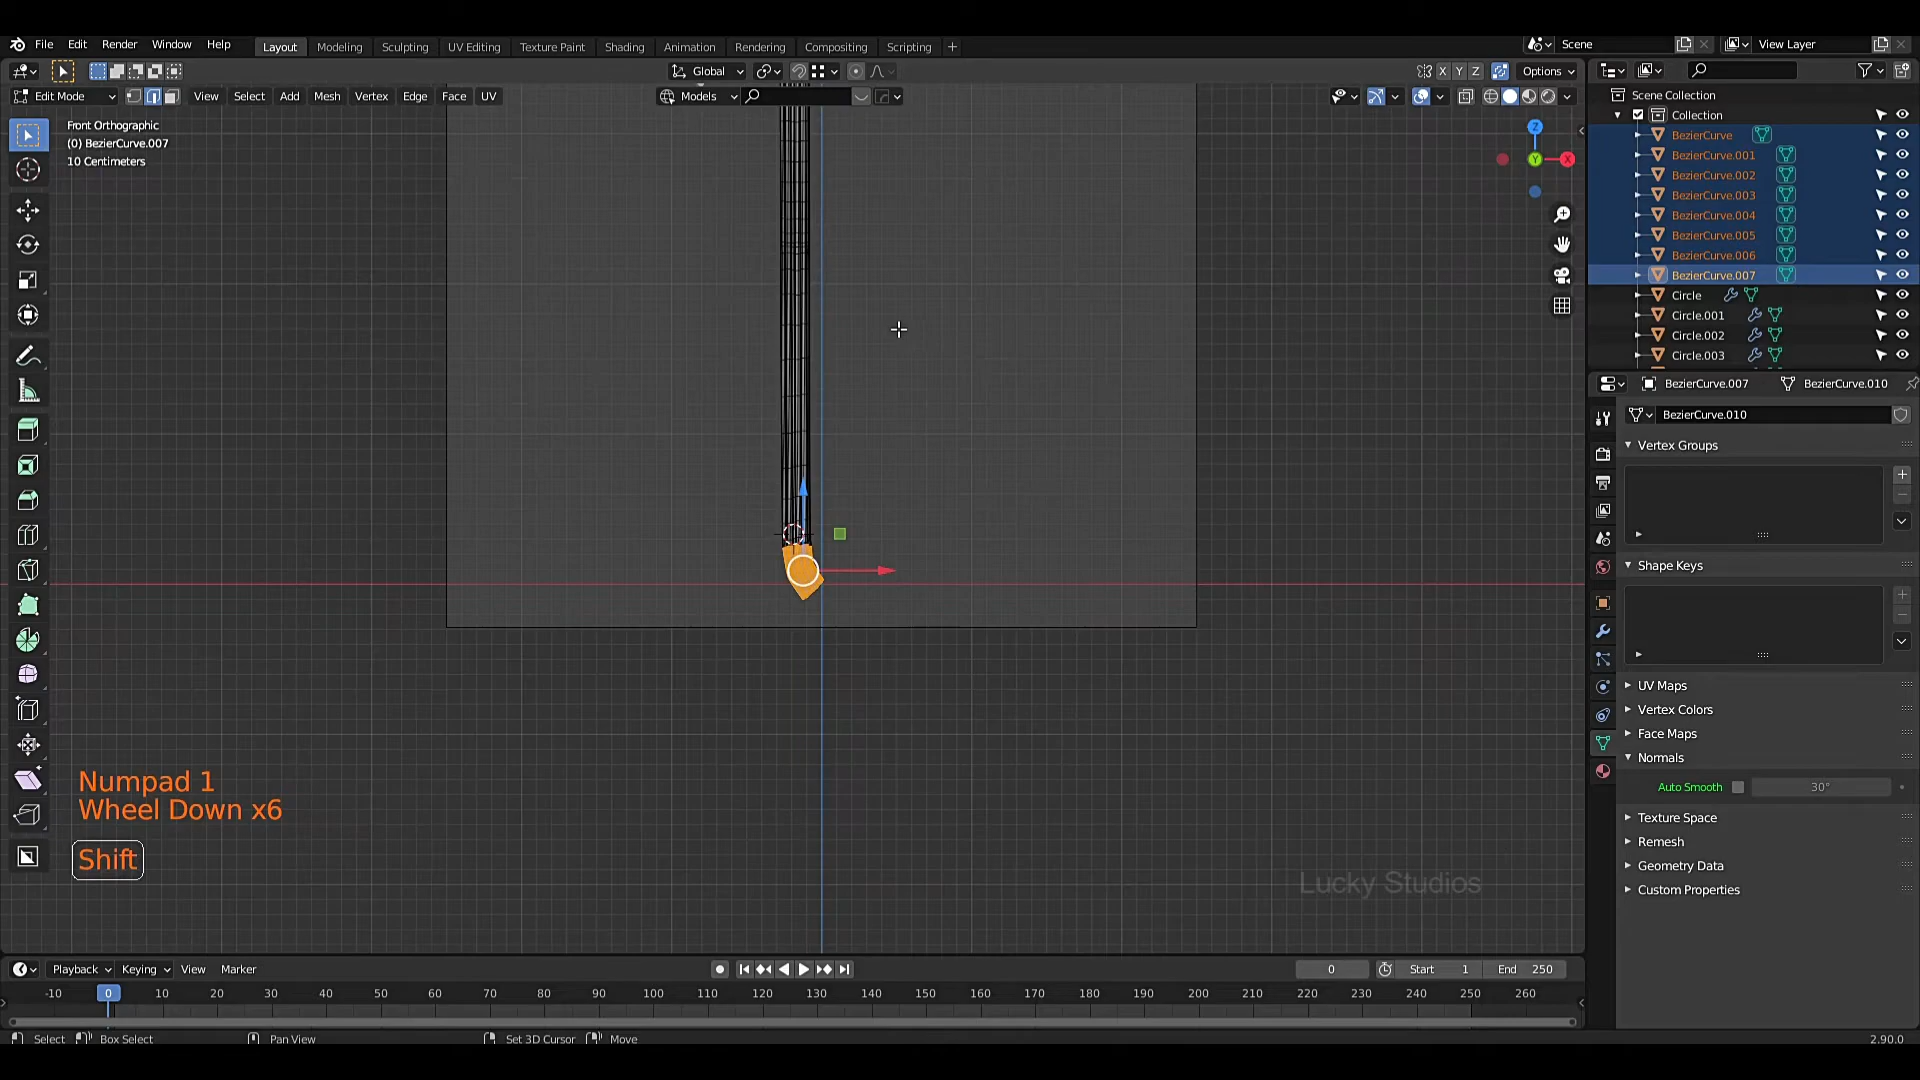 File Edit Render Window Help Layout Modeling Sculpting UV Editing Texture Paint Shading Animation Rendering Compositing Scripting + Scene View Layer
Global X Y Z Options
Edit Mode View Select Add Mesh Vertex Edge Face UV Models
Scene Collection
Collection
BezierCurve
BezierCurve.001
BezierCurve.002
BezierCurve.003
BezierCurve.004
BezierCurve.005
BezierCurve.006
BezierCurve.007
Circle
Circle.001
Circle.002
Circle.003
Front Orthographic
(0) BezierCurve.007
10 Centimeters
Z
Y
X
BezierCurve.007 BezierCurve.010
BezierCurve.010
Vertex Groups
Shape Keys
UV Maps
Vertex Colors
Face Maps
Normals
Auto Smooth 30°
Texture Space
Remesh
Geometry Data
Custom Properties
Numpad 1
Wheel Down x6
Shift
Lucky Studios
Playback Keying View Marker 0 Start 1 End 250
-10 0 10 20 30 40 50 60 70 80 90 100 110 120 130 140 150 160 170 180 190 200 210 220 230 240 250 260
Select Box Select Pan View Set 3D Cursor Move 2.90.0